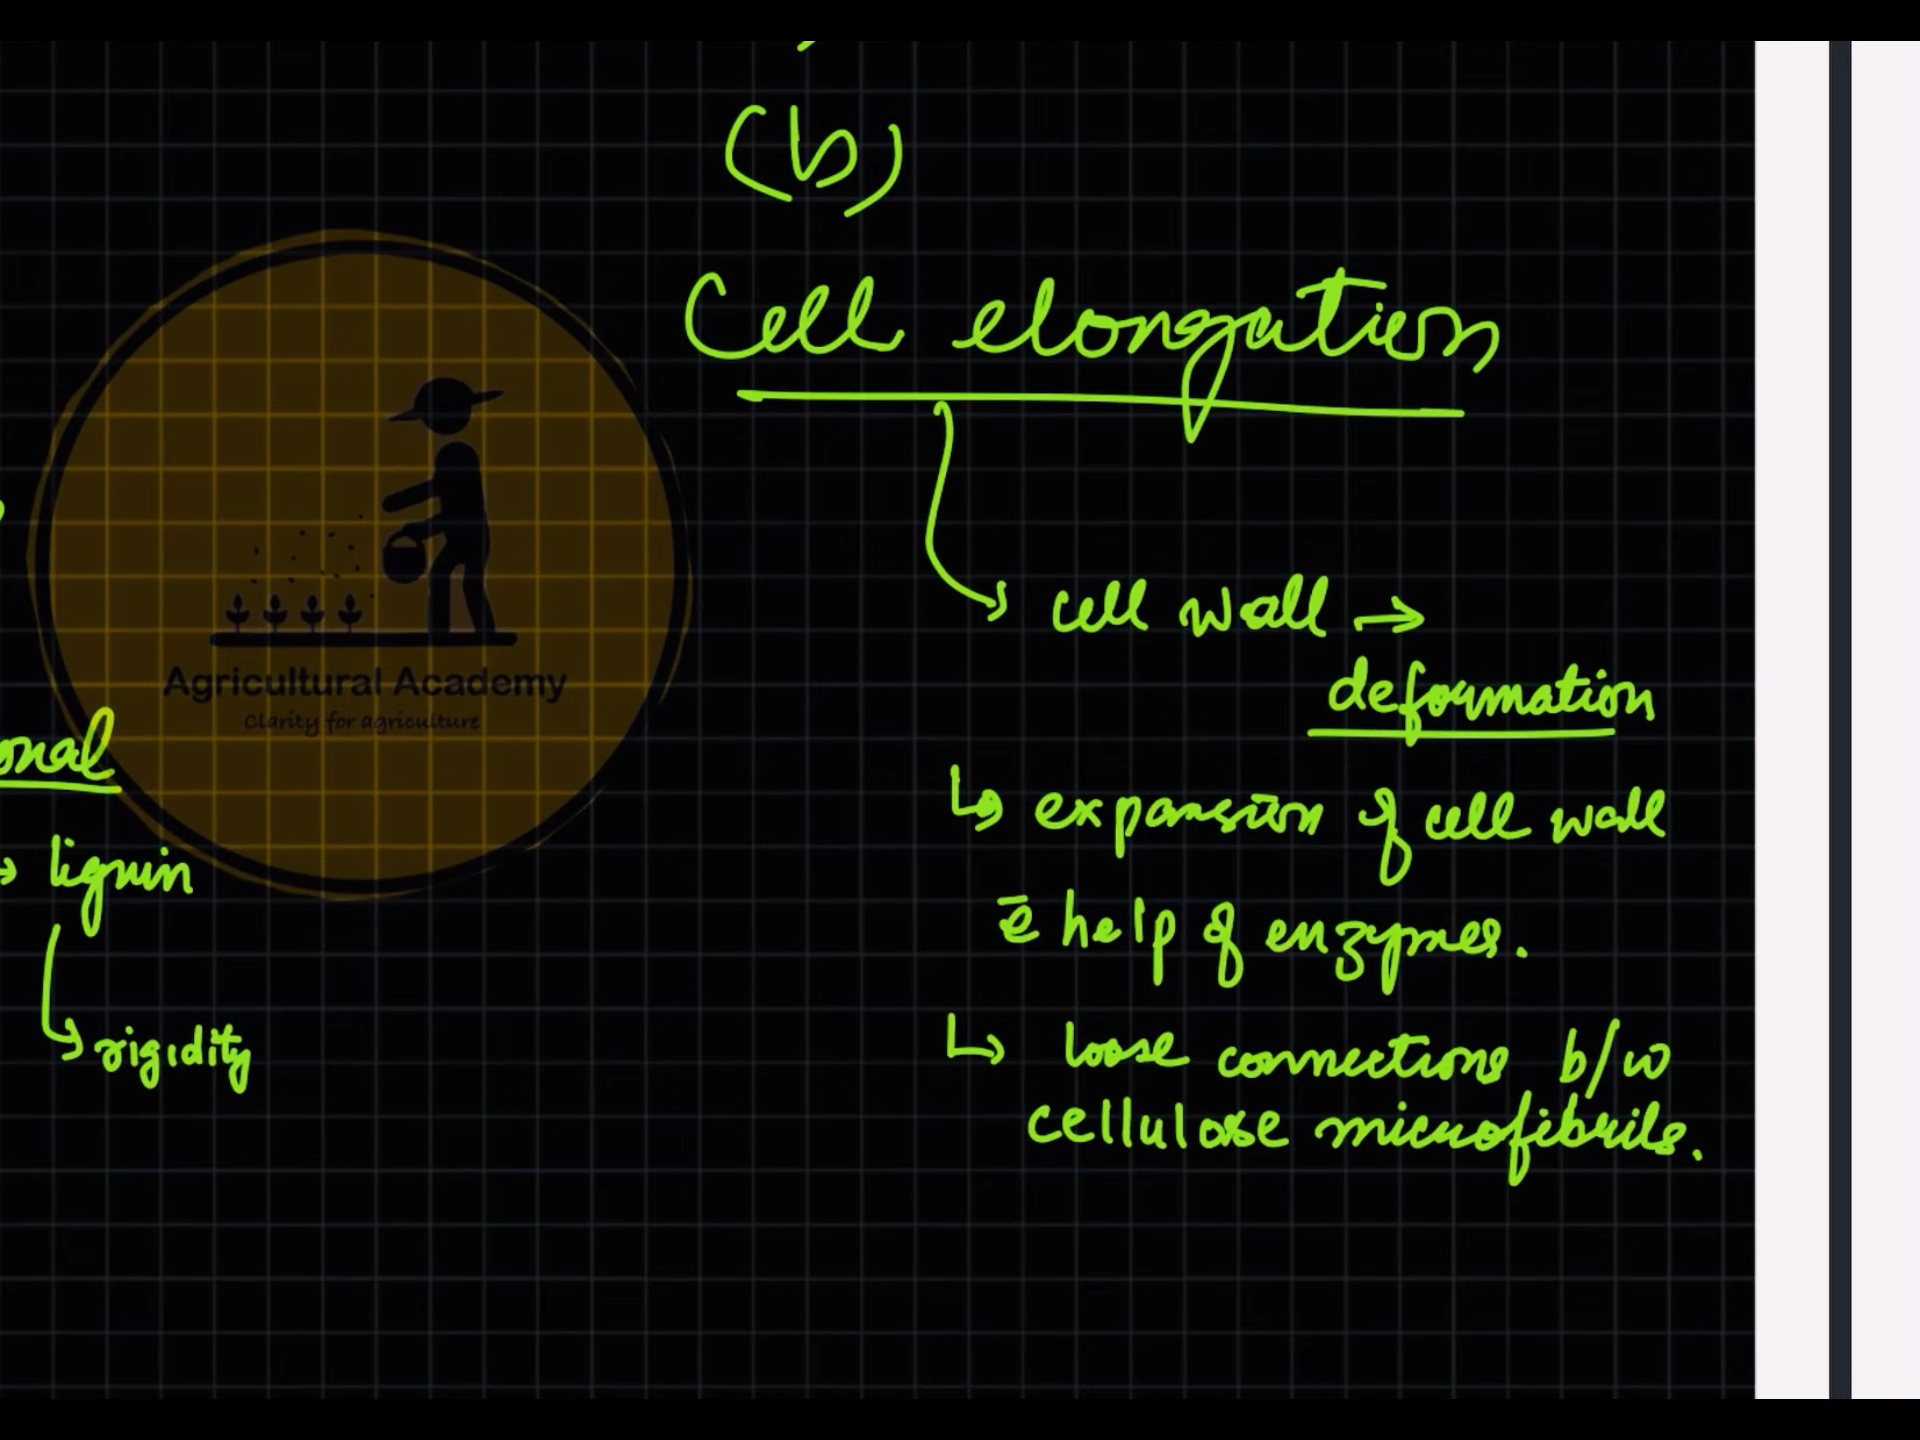 (b)
Cell elongation
cell wall →
deformation
↳ expansion of cell wall
c̄ help of enzymes.
↳ loose connections b/w
cellulose microfibrils.
onal
→ lignin
↳ rigidity
Agricultural Academy
Clarity for agriculture